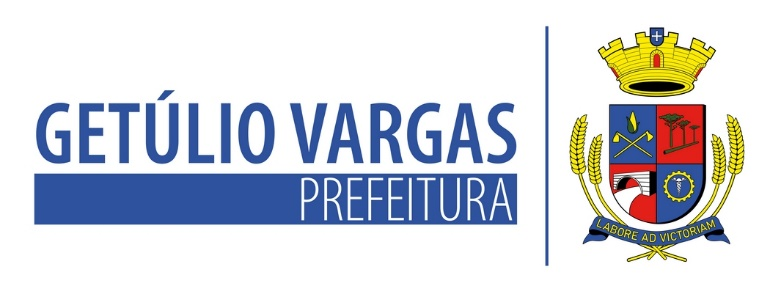 GETÚLIO VARGAS
PREFEITURA
LABORE AD VICTORIAM